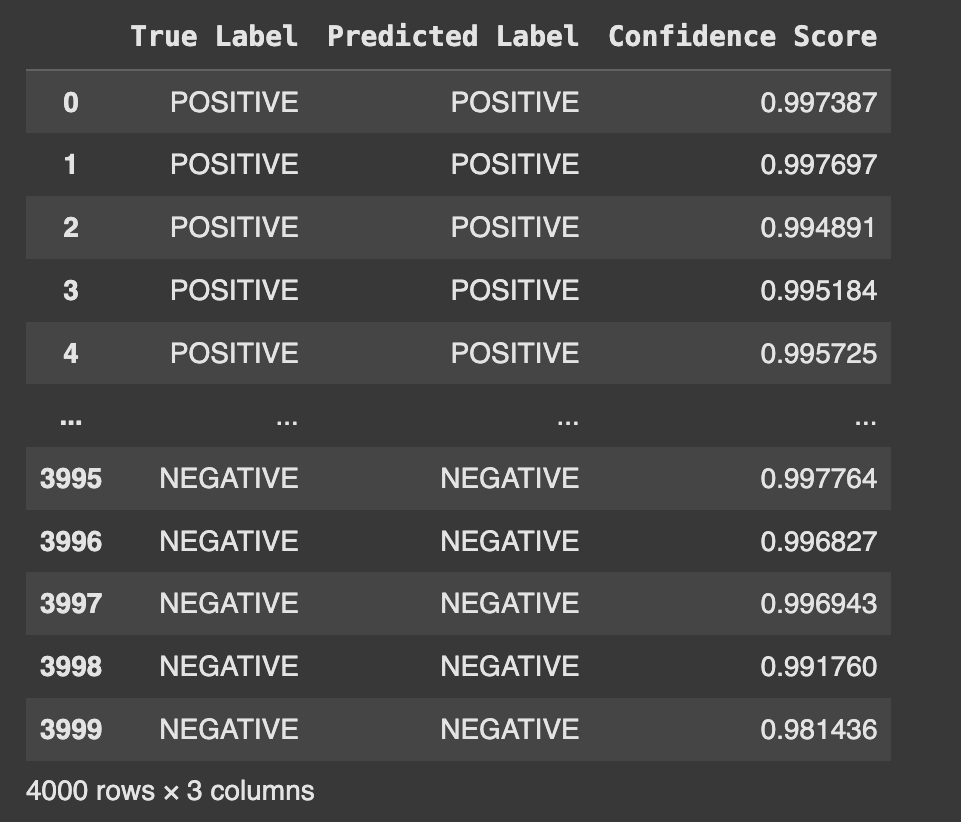 True Label Predicted Label Confidence Score
0 POSITIVE POSITIVE 0.997387
1 POSITIVE POSITIVE 0.997697
2 POSITIVE POSITIVE 0.994891
3 POSITIVE POSITIVE 0.995184
4 POSITIVE POSITIVE 0.995725
... ... ... ...
3995 NEGATIVE NEGATIVE 0.997764
3996 NEGATIVE NEGATIVE 0.996827
3997 NEGATIVE NEGATIVE 0.996943
3998 NEGATIVE NEGATIVE 0.991760
3999 NEGATIVE NEGATIVE 0.981436
4000 rows × 3 columns